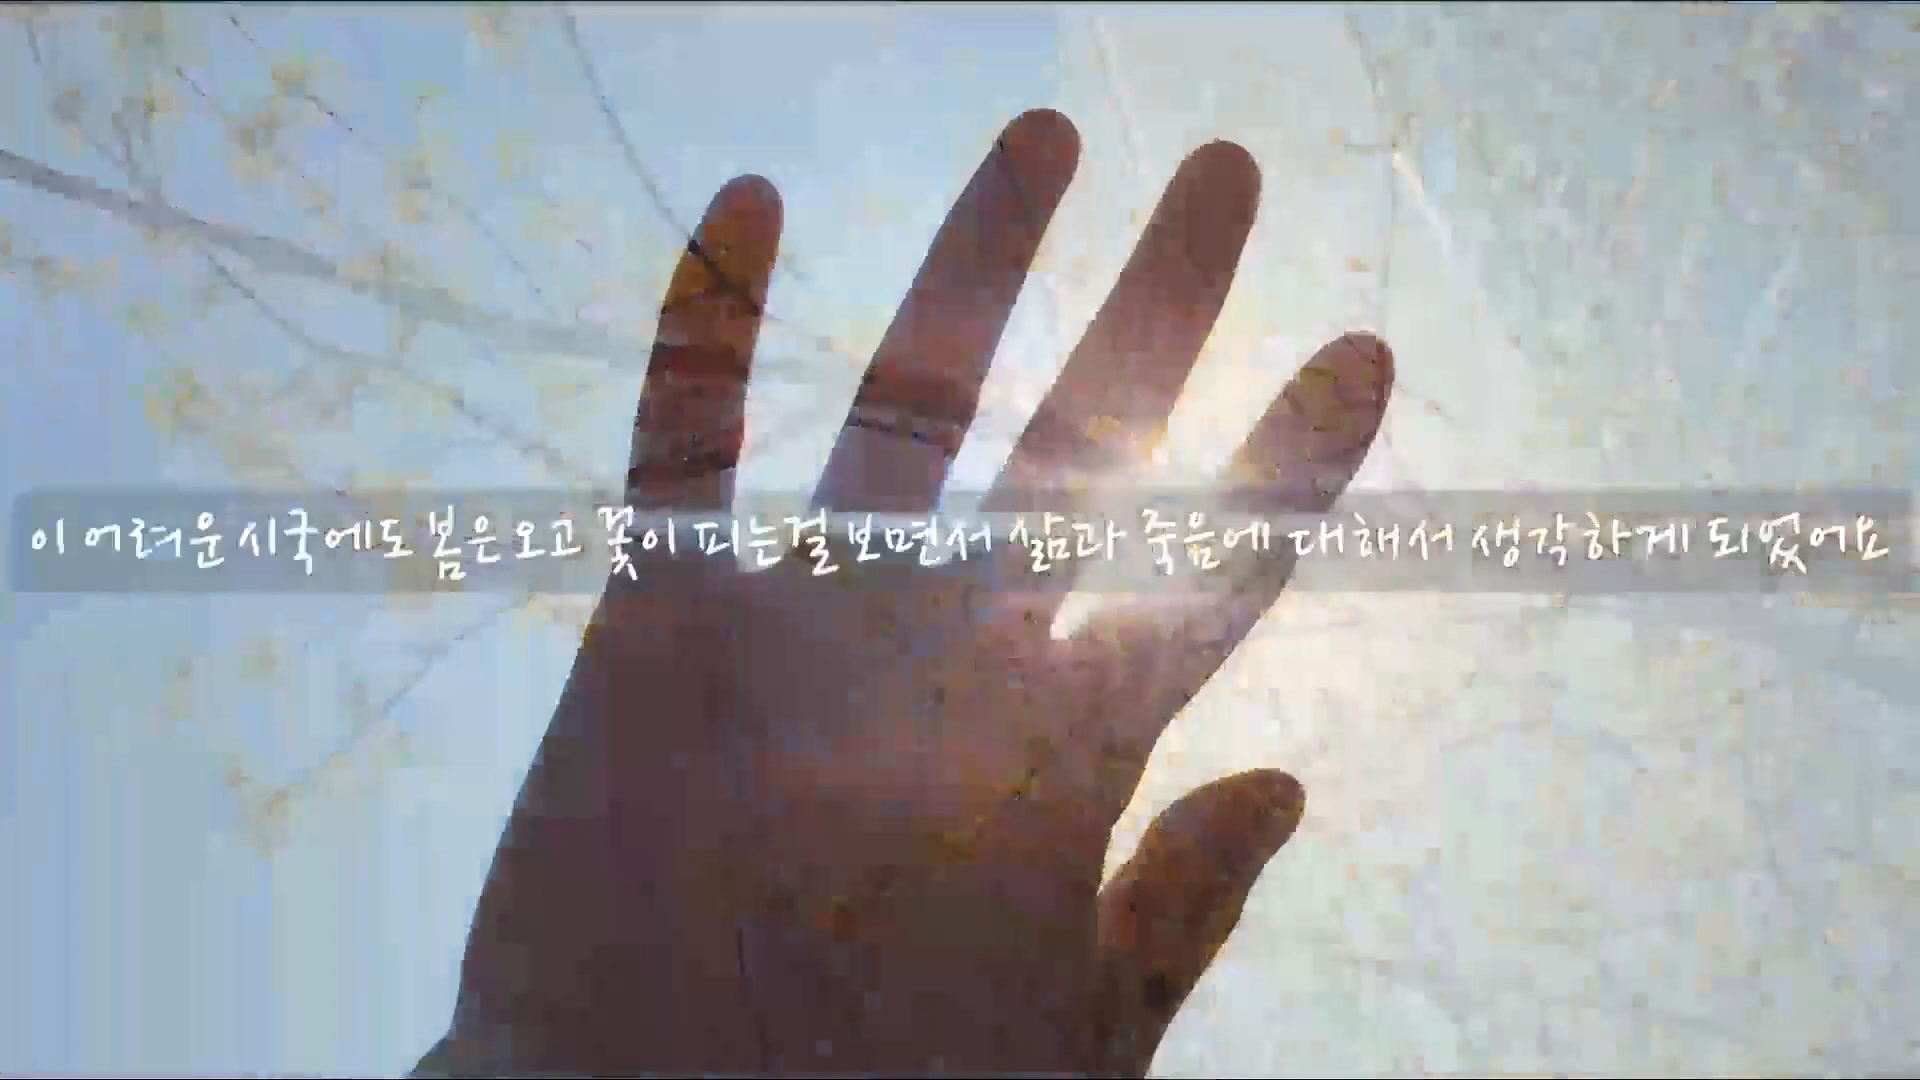 이 어려운 시국에도 봄은 오고 꽃이 피는걸 보면서 삶과 죽음에 대해서 생각하게 되었어요